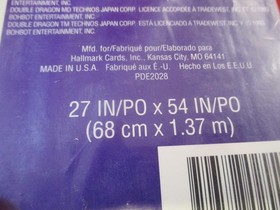 ENTERTAINMENT, INC.
DOUBLE DRAGON MD TECHNOS JAPAN CORP. LICENCE ACCORDÉE À TRADEWEST, INC.
BOHBOT ENTERTAINMENT, INC.
DOUBLE DRAGON TM TECHNOS JAPAN CORP. ESTÁ LICENCIADO A TRADEWEST, INC. Y
BOHBOT ENTERTAINMENT, INC.
Mfd. for/Fabriqué pour/Elaborado para
Hallmark Cards, Inc., Kansas City, MO 64141
MADE IN U.S.A. Fabriqué aux É.-U. Hecho en Los E.E.U.U.
PDE2028
27 IN/PO x 54 IN/PO
(68 cm x 1.37 m)